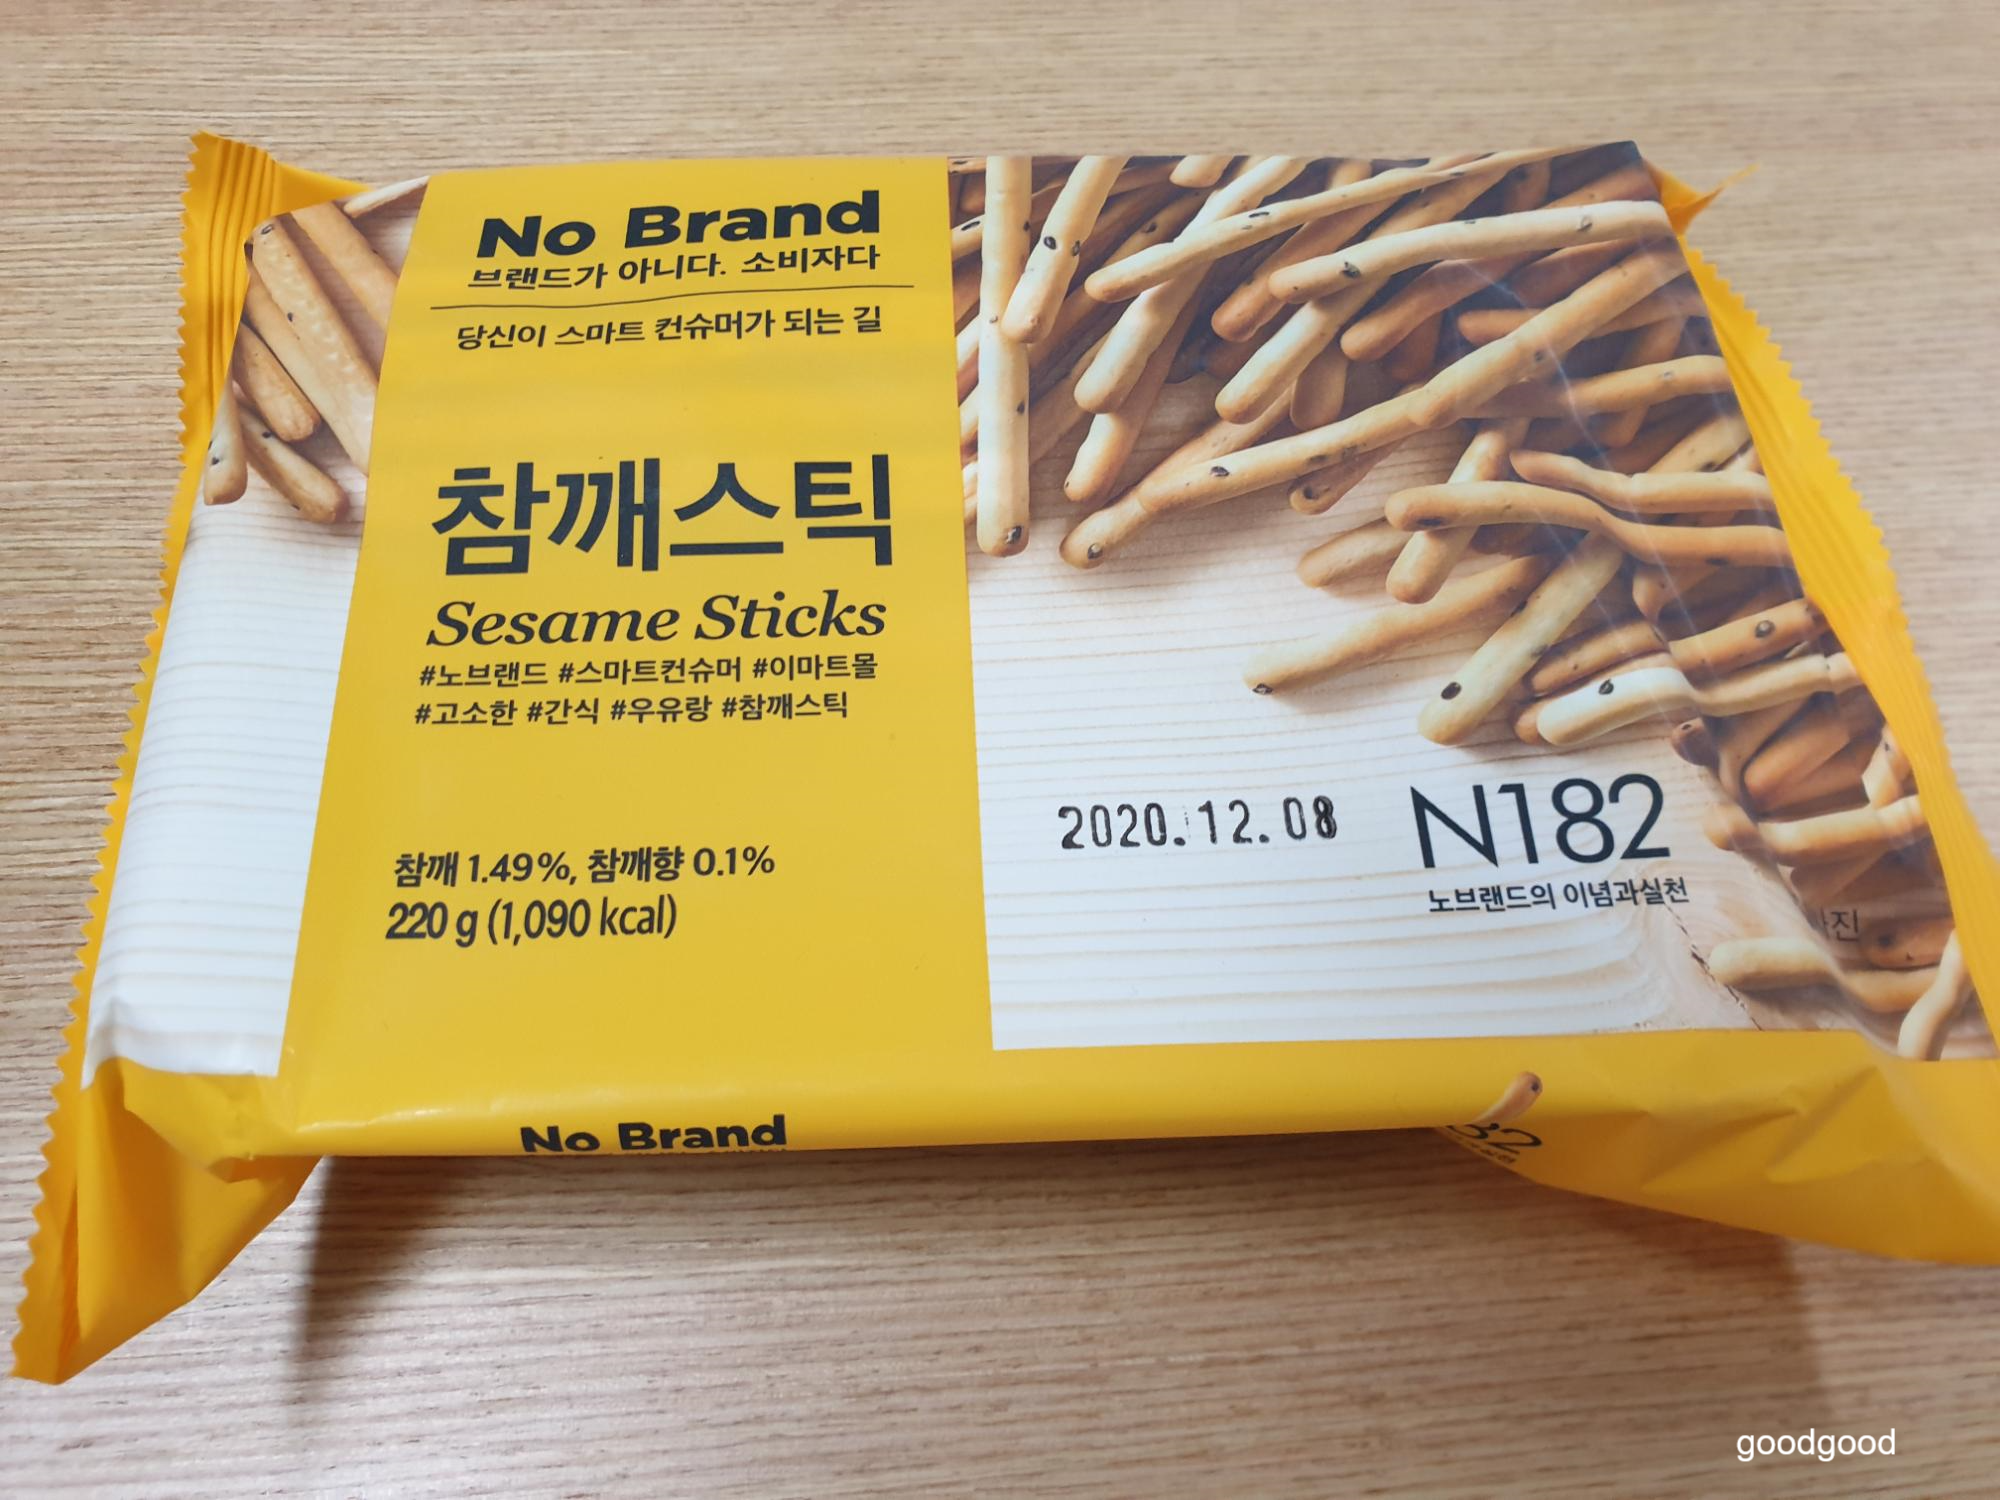 No Brand
브랜드가 아니다. 소비자다
당신이 스마트 컨슈머가 되는 길
참깨스틱
Sesame Sticks
#노브랜드 #스마트컨슈머 #이마트몰
#고소한 #간식 #우유랑 #참깨스틱
참깨 1.49%, 참깨향 0.1%
220 g (1,090 kcal)
2020.12.08
N182
노브랜드의 이념과실천
No Brand
goodgood